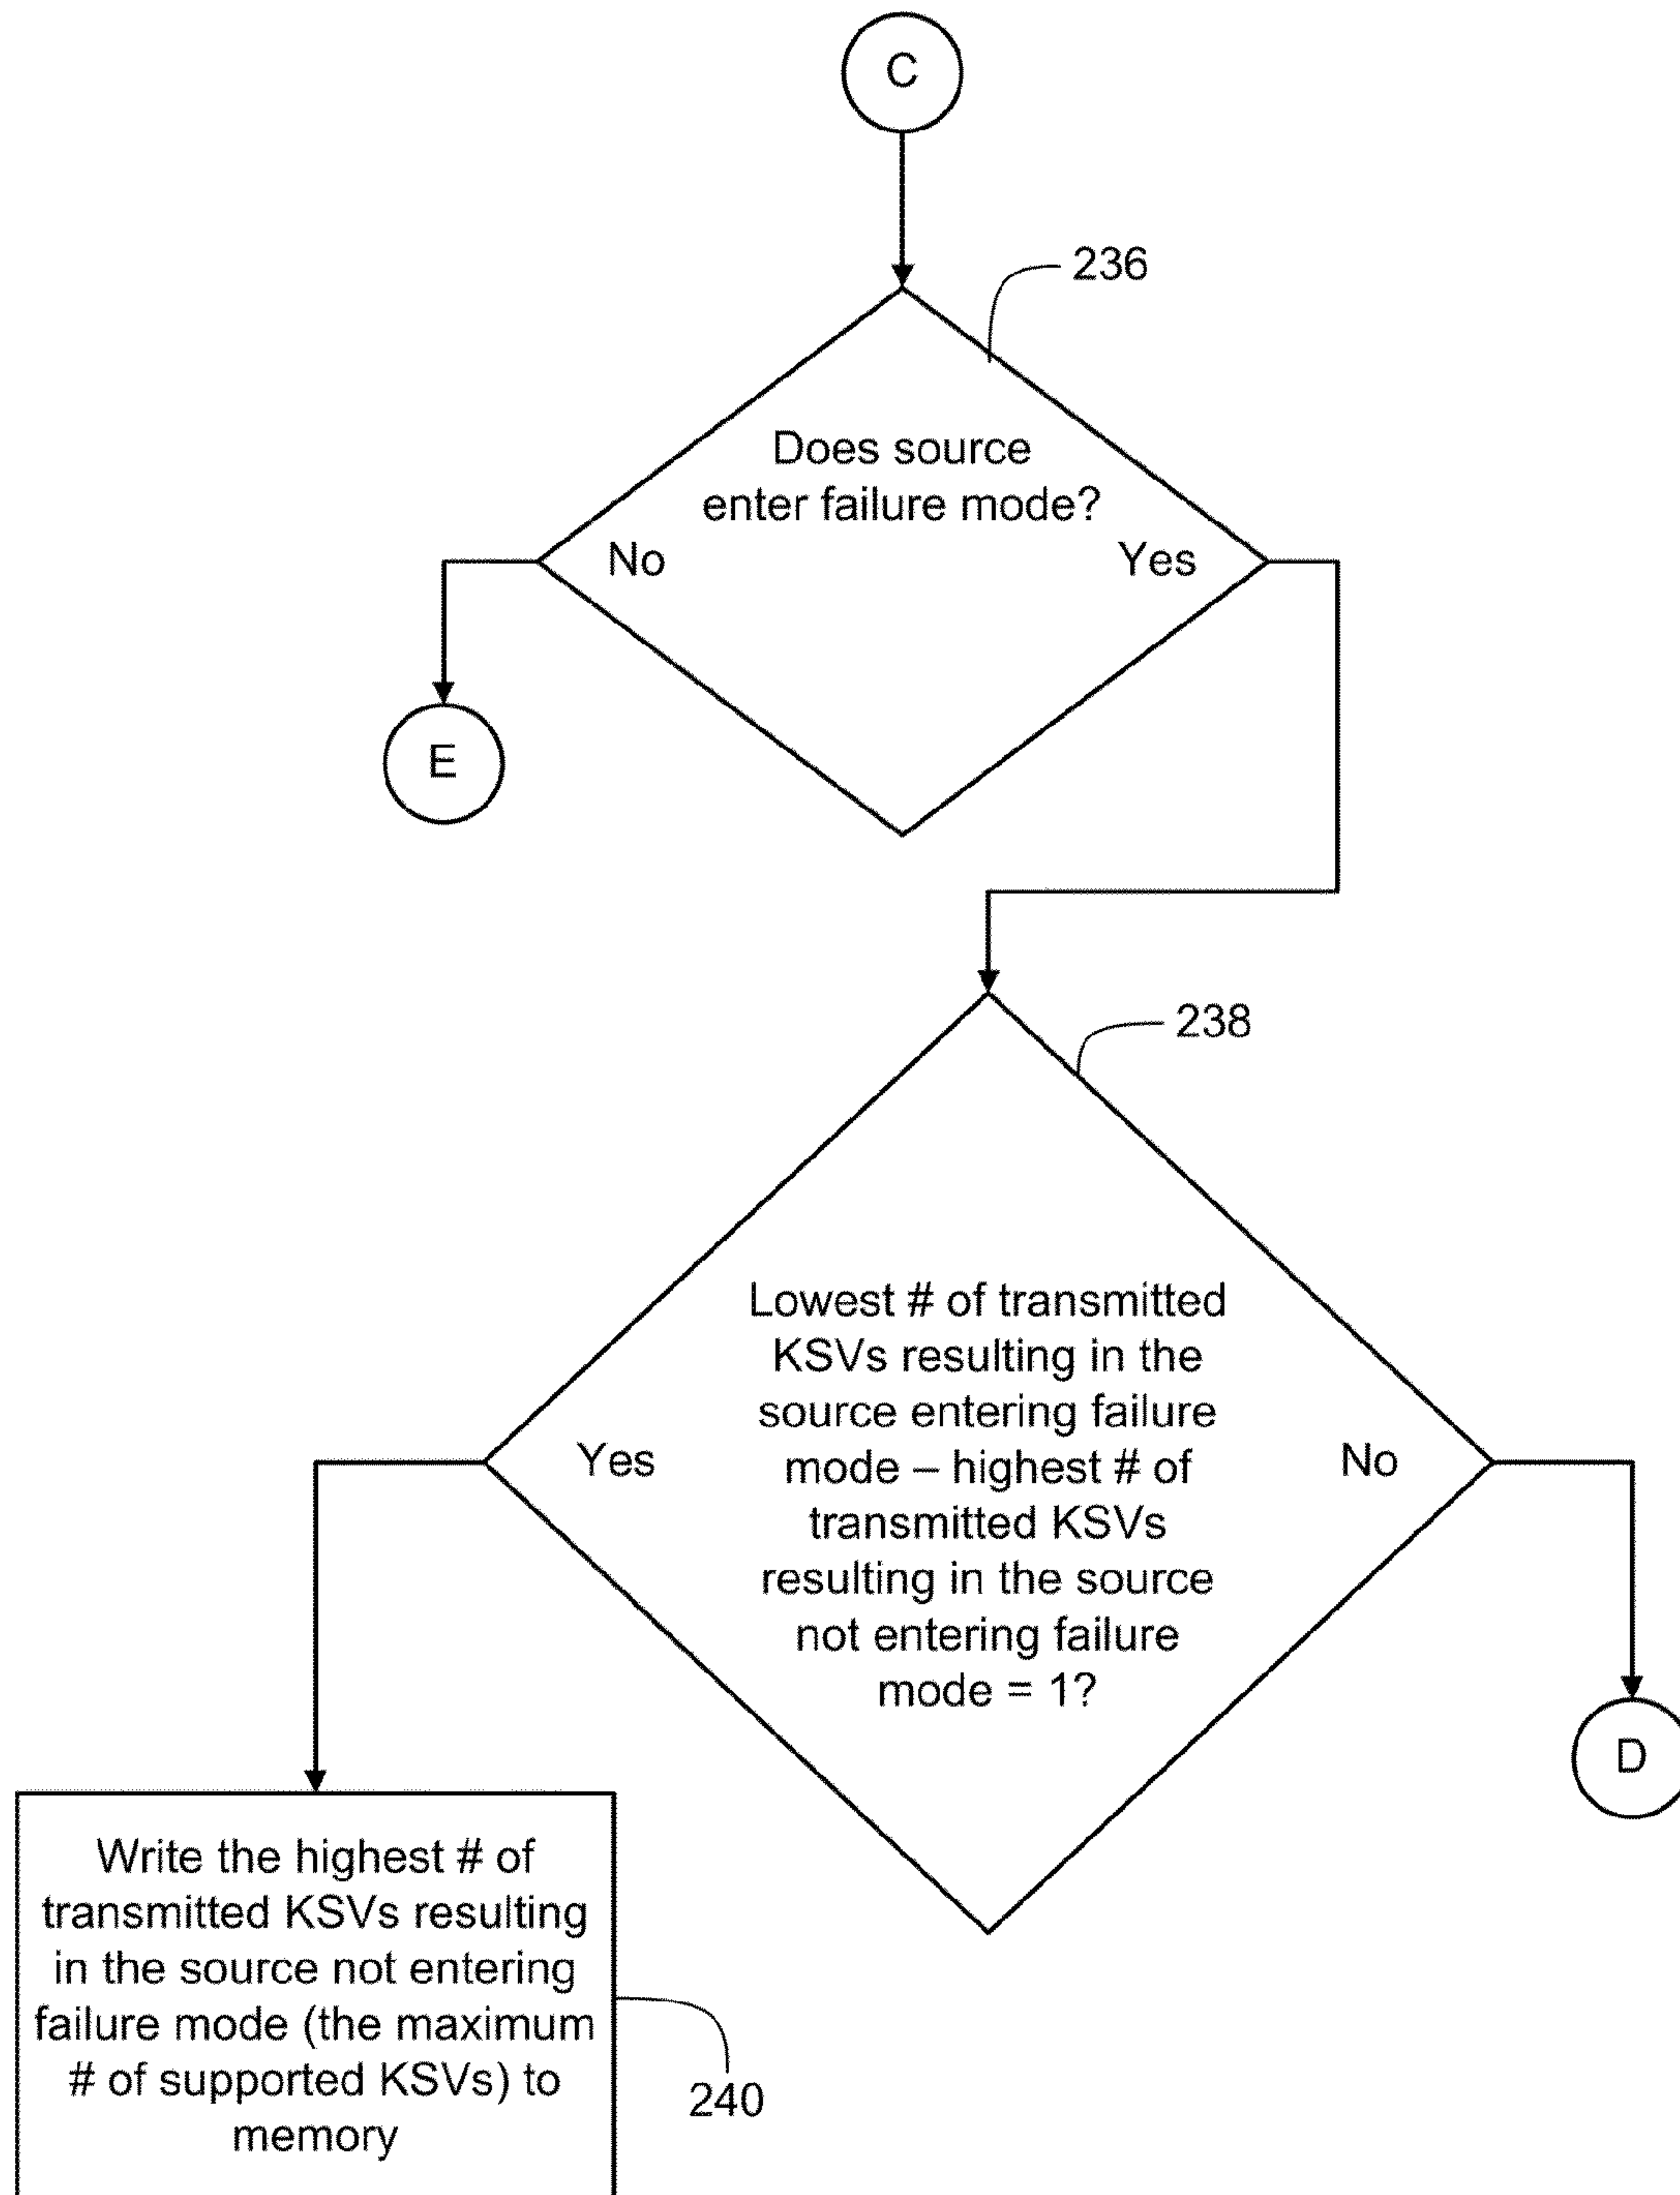 C
236
Does source
enter failure mode?
No
Yes
E
238
Lowest # of transmitted
KSVs resulting in the
source entering failure
mode – highest # of
transmitted KSVs
resulting in the source
not entering failure
mode = 1?
Yes
No
D
Write the highest # of
transmitted KSVs resulting
in the source not entering
failure mode (the maximum
# of supported KSVs) to
memory
240